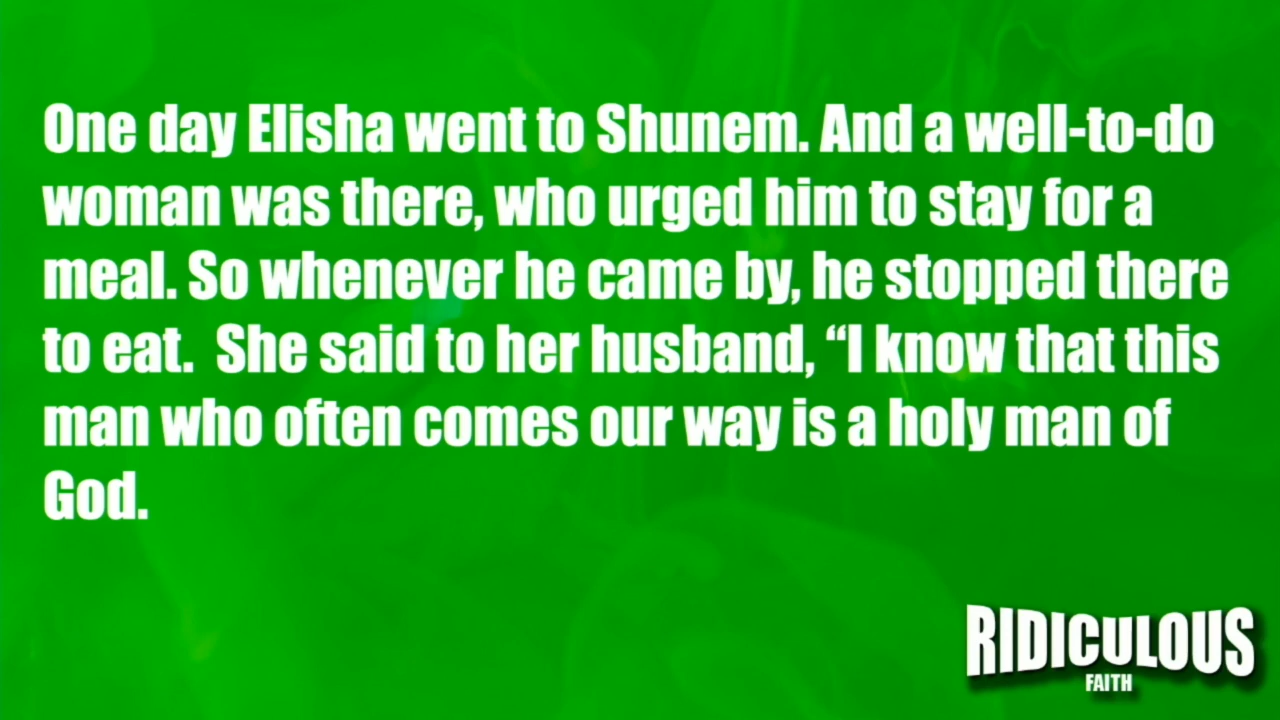 One day Elisha went to Shunem. And a well-to-do
woman was there, who urged him to stay for a
meal. So whenever he came by, he stopped there
to eat.  She said to her husband, “I know that this
man who often comes our way is a holy man of
God.
RIDICULOUS
FAITH